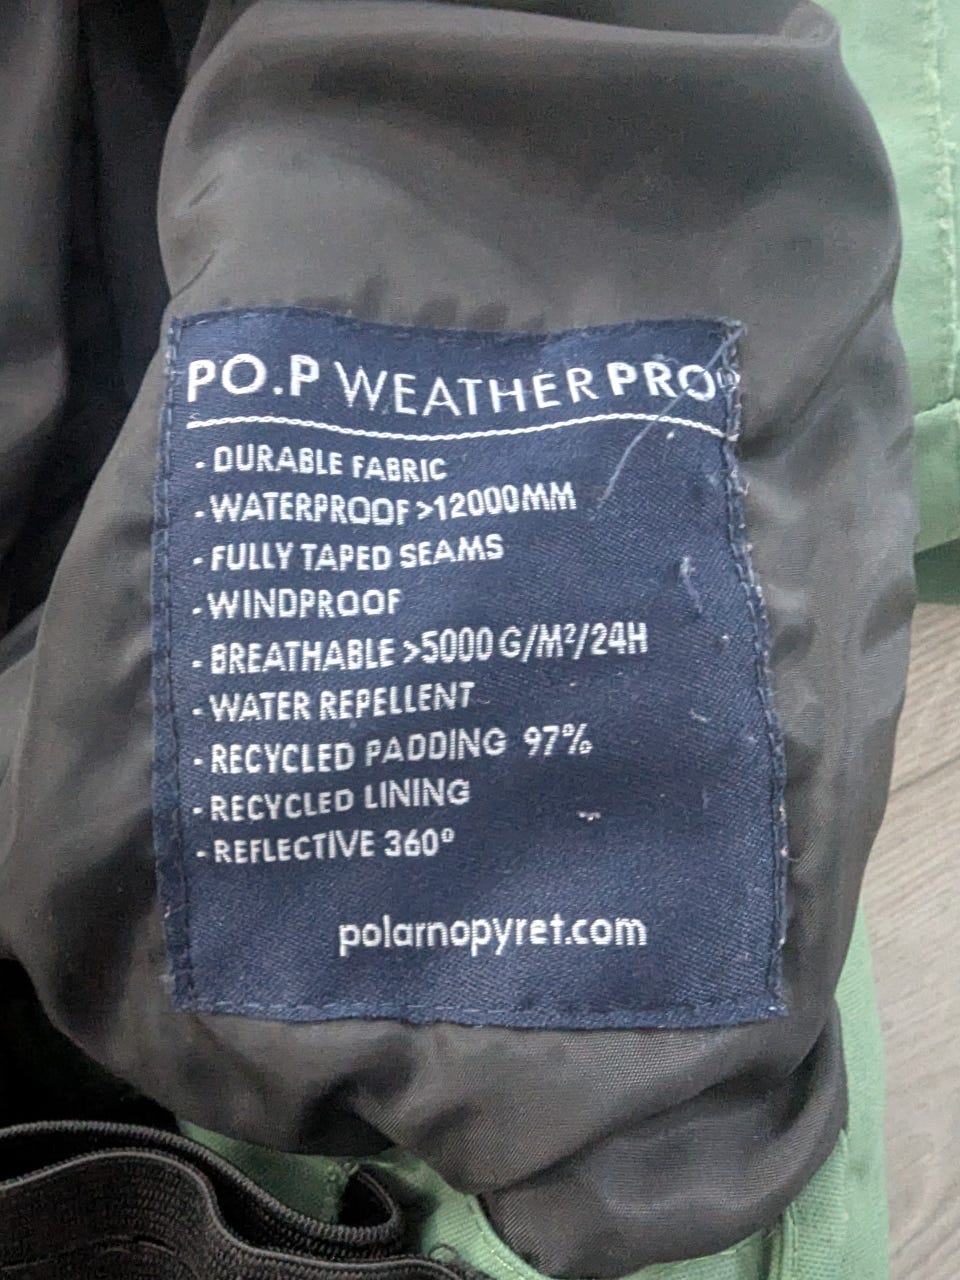 PO.P WEATHERPRO®
- DURABLE FABRIC
- WATERPROOF >12000MM
- FULLY TAPED SEAMS
- WINDPROOF
- BREATHABLE >5000 G/M²/24H
- WATER REPELLENT
- RECYCLED PADDING 97%
- RECYCLED LINING
- REFLECTIVE 360°
polarnopyret.com